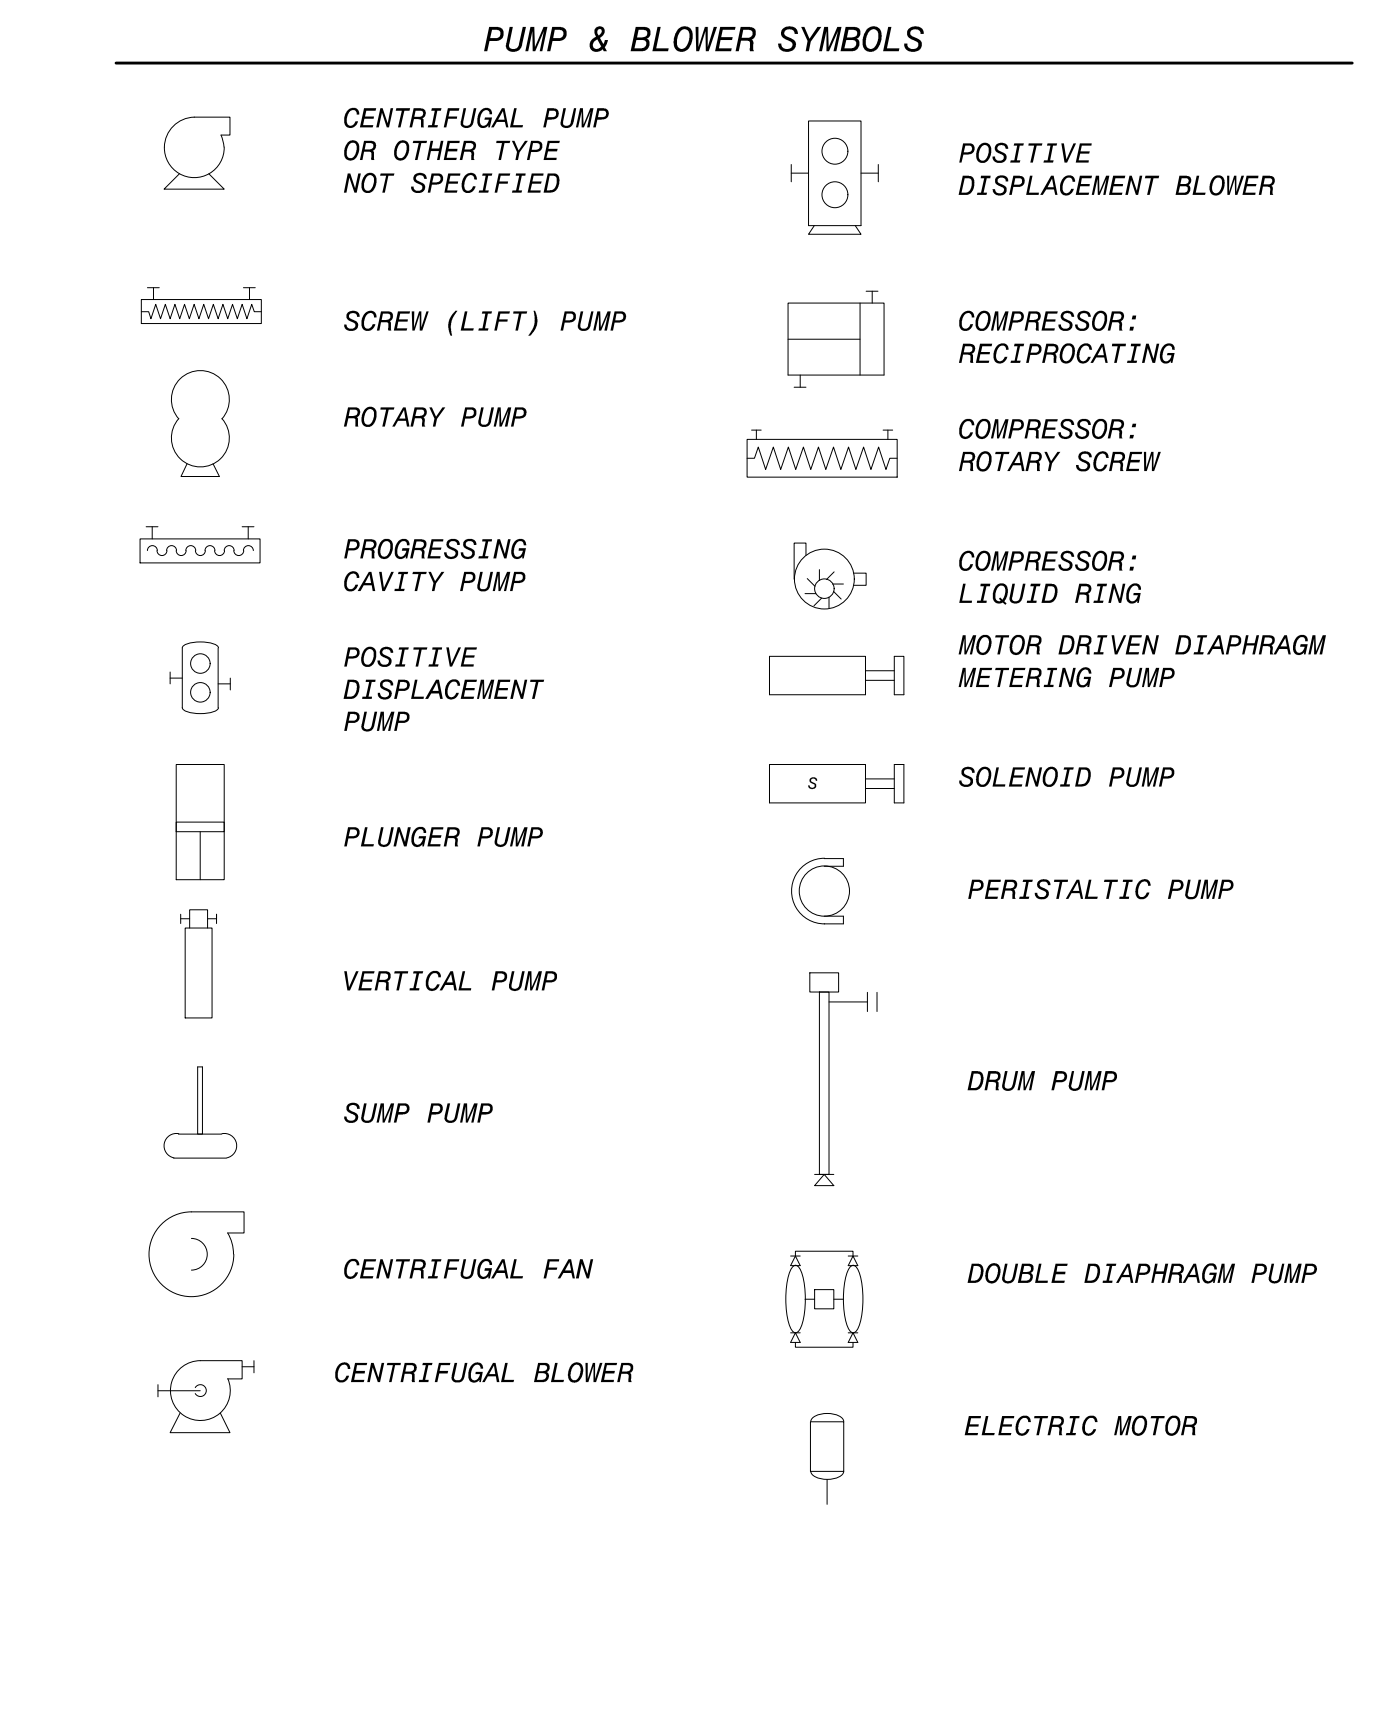 PUMP & BLOWER SYMBOLS
CENTRIFUGAL PUMP
OR OTHER TYPE
NOT SPECIFIED
SCREW (LIFT) PUMP
ROTARY PUMP
PROGRESSING
CAVITY PUMP
POSITIVE
DISPLACEMENT
PUMP
PLUNGER PUMP
VERTICAL PUMP
SUMP PUMP
CENTRIFUGAL FAN
CENTRIFUGAL BLOWER
POSITIVE
DISPLACEMENT BLOWER
COMPRESSOR:
RECIPROCATING
COMPRESSOR:
ROTARY SCREW
COMPRESSOR:
LIQUID RING
MOTOR DRIVEN DIAPHRAGM
METERING PUMP
S
SOLENOID PUMP
PERISTALTIC PUMP
DRUM PUMP
DOUBLE DIAPHRAGM PUMP
ELECTRIC MOTOR